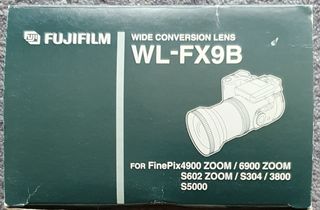 FUJIFILM
WIDE CONVERSION LENS
WL-FX9B
FOR FinePix4900 ZOOM / 6900 ZOOM
S602 ZOOM / S304 / 3800
S5000